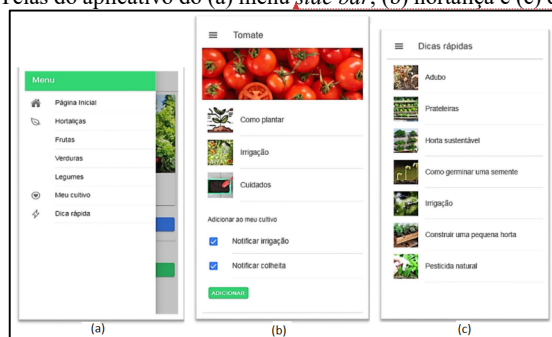 Telas do aplicativo do (a) menu side bar, (b) hortaliça e (c)
Menu
Página Inicial
Hortaliças
Frutas
Verduras
Legumes
Meu cultivo
Dica rápida
(a)
Tomate
Como plantar
Irrigação
Cuidados
Adicionar ao meu cultivo
Notificar irrigação
Notificar colheita
ADICIONAR
(b)
Dicas rápidas
Adubo
Prateleiras
Horta sustentável
Como germinar uma semente
Irrigação
Construir uma pequena horta
Pesticida natural
(c)